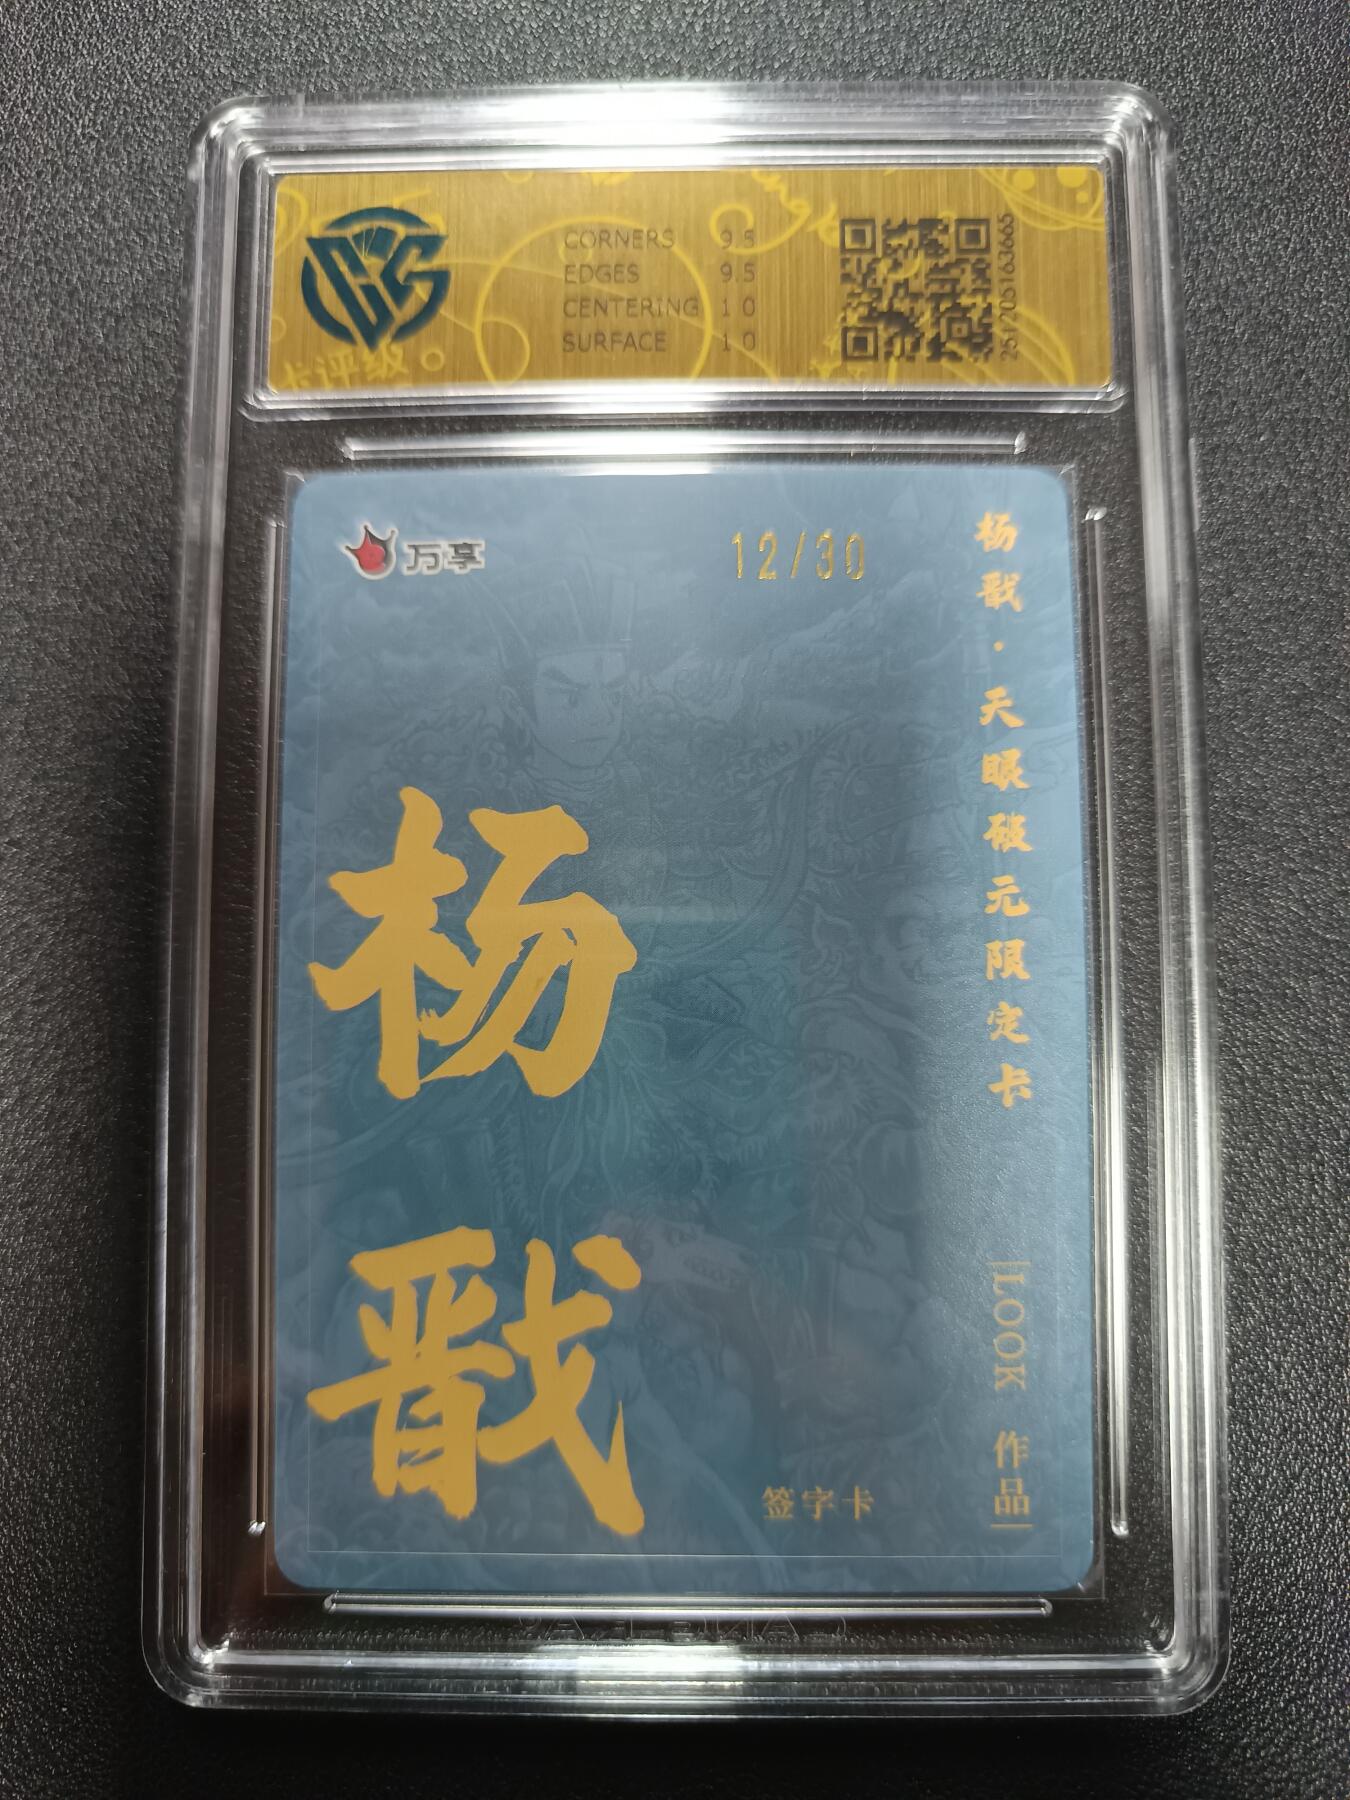 CORNERS 9.5
EDGES 9.5
CENTERING 10
SURFACE 10
251205163665
卡评级
万享
12/30
杨戬·天眼破元限定卡
杨戬
LOOK 作品
签字卡